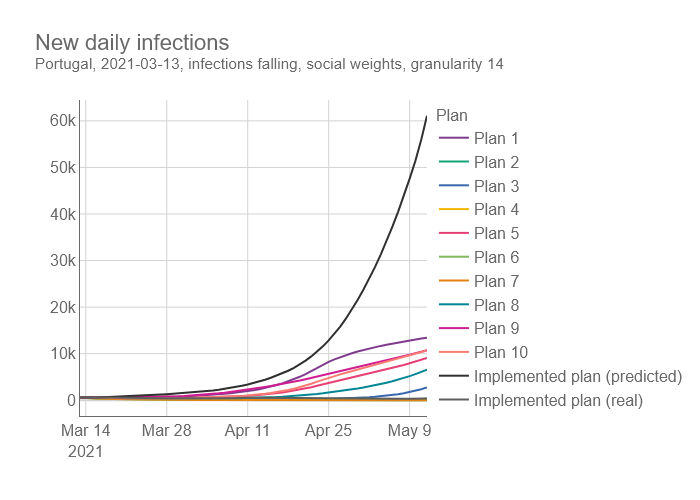 New daily infections
Portugal, 2021-03-13, infections falling, social weights, granularity 14
60k
50k
40k
30k
20k
10k
0
Mar 14
2021
Mar 28
Apr 11
Apr 25
May 9
Plan
Plan 1
Plan 2
Plan 3
Plan 4
Plan 5
Plan 6
Plan 7
Plan 8
Plan 9
Plan 10
Implemented plan (predicted)
Implemented plan (real)